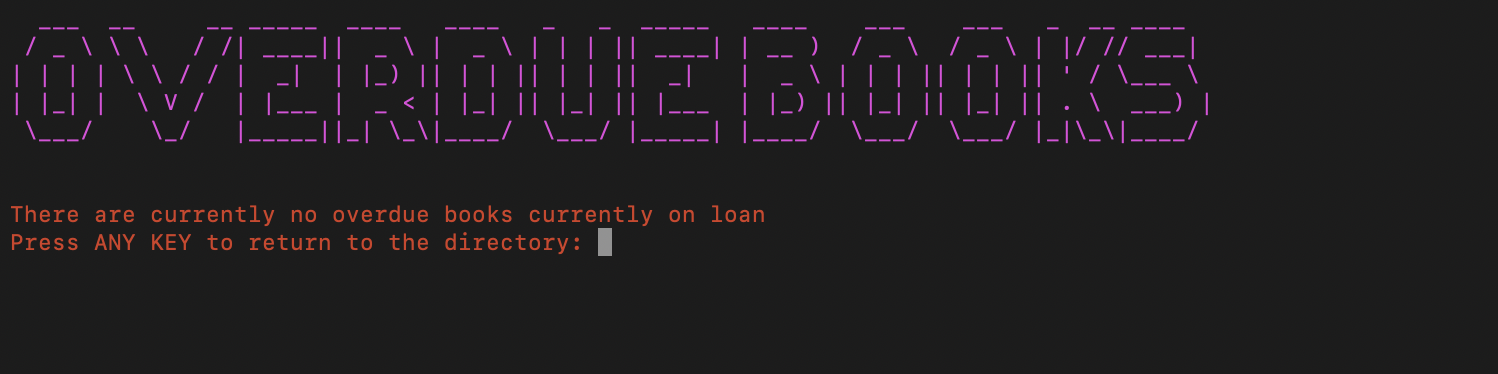 OVERDUE BOOKS
There are currently no overdue books currently on loan
Press ANY KEY to return to the directory: